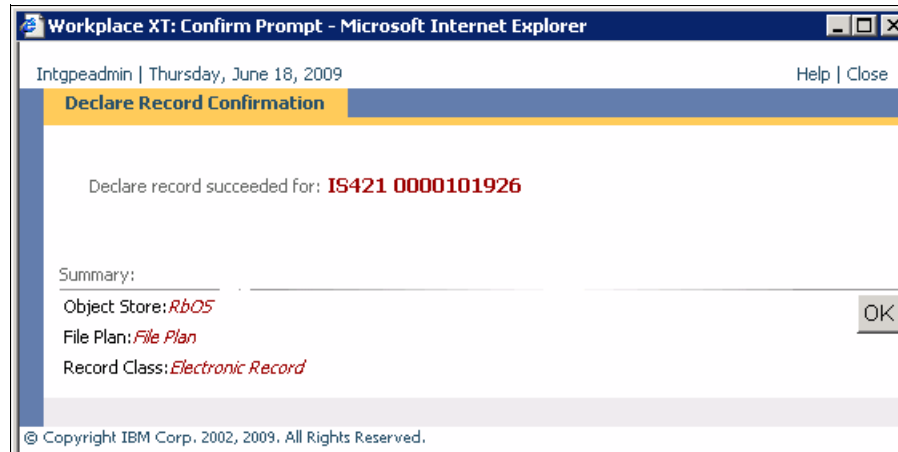 Workplace XT: Confirm Prompt - Microsoft Internet Explorer
Intgpeadmin | Thursday, June 18, 2009 Help | Close
Declare Record Confirmation
Declare record succeeded for: IS421 0000101926
Summary:
Object Store:RbOS
File Plan:File Plan
OK
Record Class:Electronic Record
© Copyright IBM Corp. 2002, 2009. All Rights Reserved.